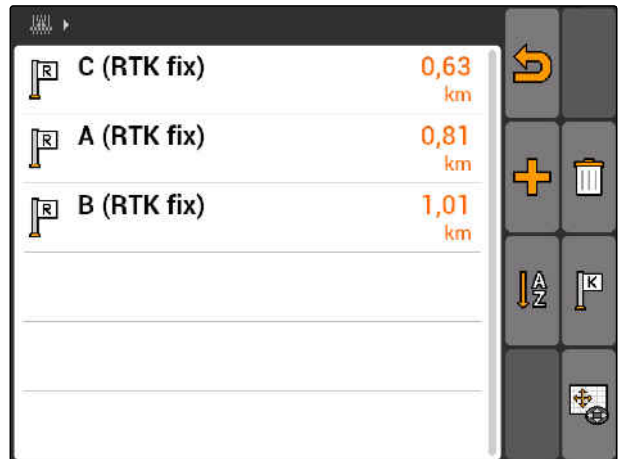 R C (RTK fix) 0,63
km
R A (RTK fix) 0,81
km
R B (RTK fix) 1,01
km
A
Z
K